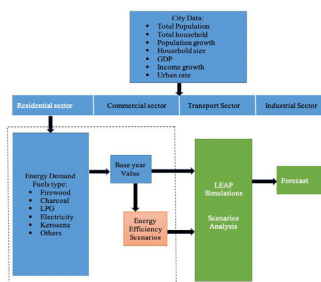 City Data:
Total Population
Total household
Population growth
Household size
GDP
Income growth
Urban rate
Residential sector
Commercial sector
Transport Sector
Industrial Sector
Energy Demand
Fuels type:
Firewood
Charcoal
LPG
Electricity
Kerosene
Others
Base year
Value
Energy
Efficiency
Scenarios
LEAP
Simulations
Scenarios
Analysis
Forecast